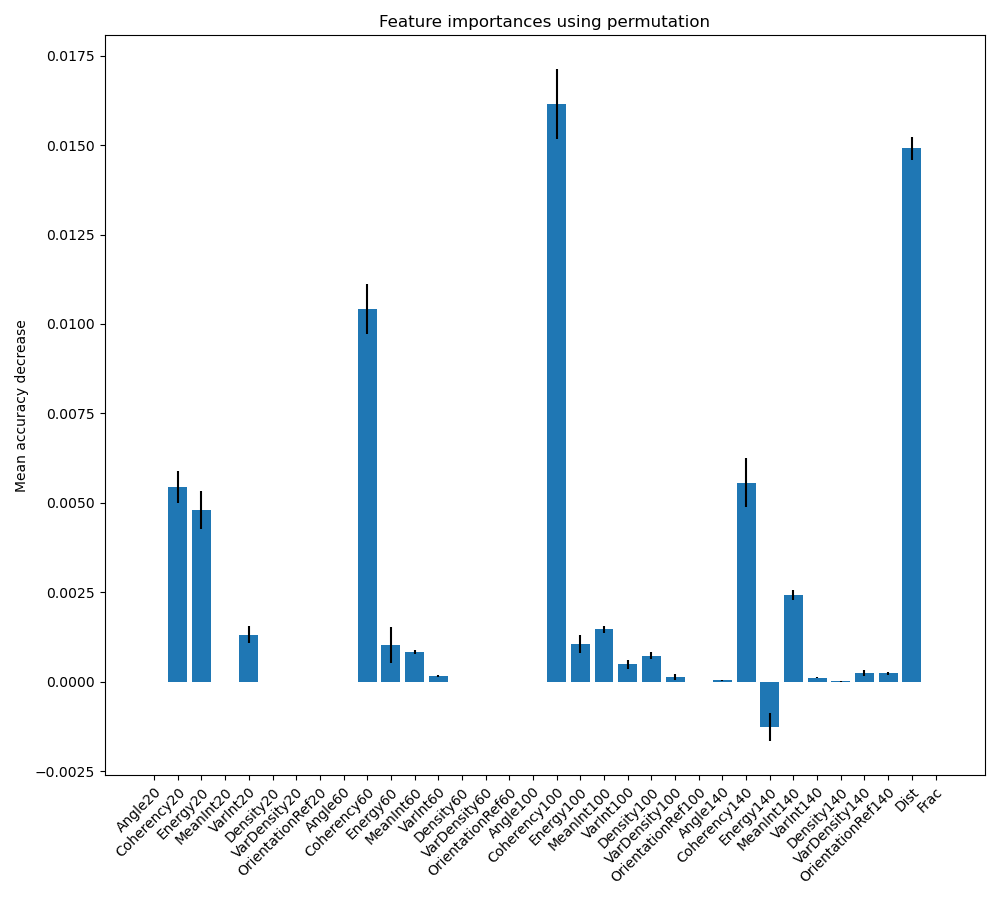 Feature importances using permutation
Mean accuracy decrease
0.0175
0.0150
0.0125
0.0100
0.0075
0.0050
0.0025
0.0000
−0.0025
Angle20
Coherency20
Energy20
MeanInt20
VarInt20
Density20
VarDensity20
OrientationRef20
Angle60
Coherency60
Energy60
MeanInt60
VarInt60
Density60
VarDensity60
OrientationRef60
Angle100
Coherency100
Energy100
MeanInt100
VarInt100
Density100
VarDensity100
OrientationRef100
Angle140
Coherency140
Energy140
MeanInt140
VarInt140
Density140
VarDensity140
OrientationRef140
Dist
Frac